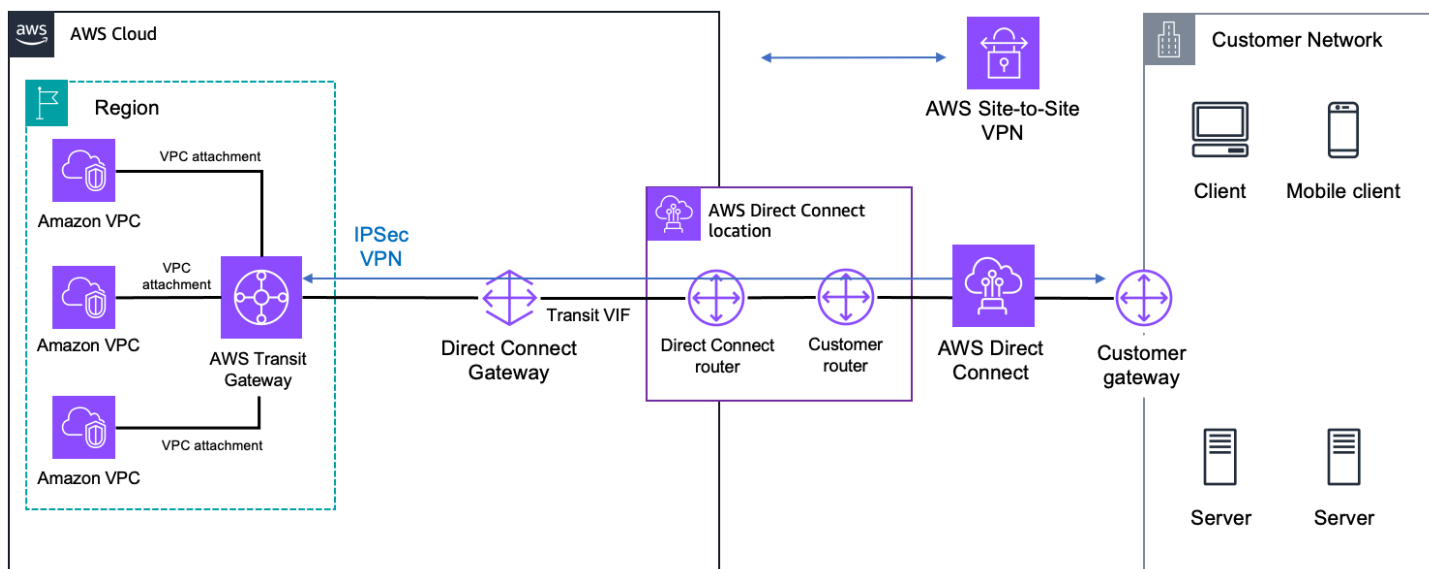 aws
AWS Cloud
Region
VPC attachment
Amazon VPC
VPC
attachment
Amazon VPC
AWS Transit
Gateway
VPC attachment
Amazon VPC
IPSec
VPN
Direct Connect
Gateway
Transit VIF
AWS Direct Connect
location
Direct Connect
router
Customer
router
AWS Site-to-Site
VPN
AWS Direct
Connect
Customer
gateway
Customer Network
Client
Mobile client
Server
Server